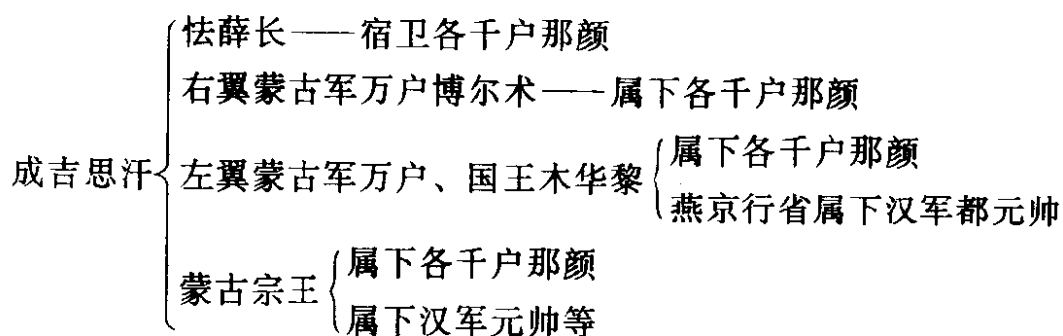 怯薛长——宿卫各千户那颜
右翼蒙古军万户博尔术——属下各千户那颜
成吉思汗
左翼蒙古军万户、国王木华黎
属下各千户那颜
燕京行省属下汉军都元帅
蒙古宗王
属下各千户那颜
属下汉军元帅等